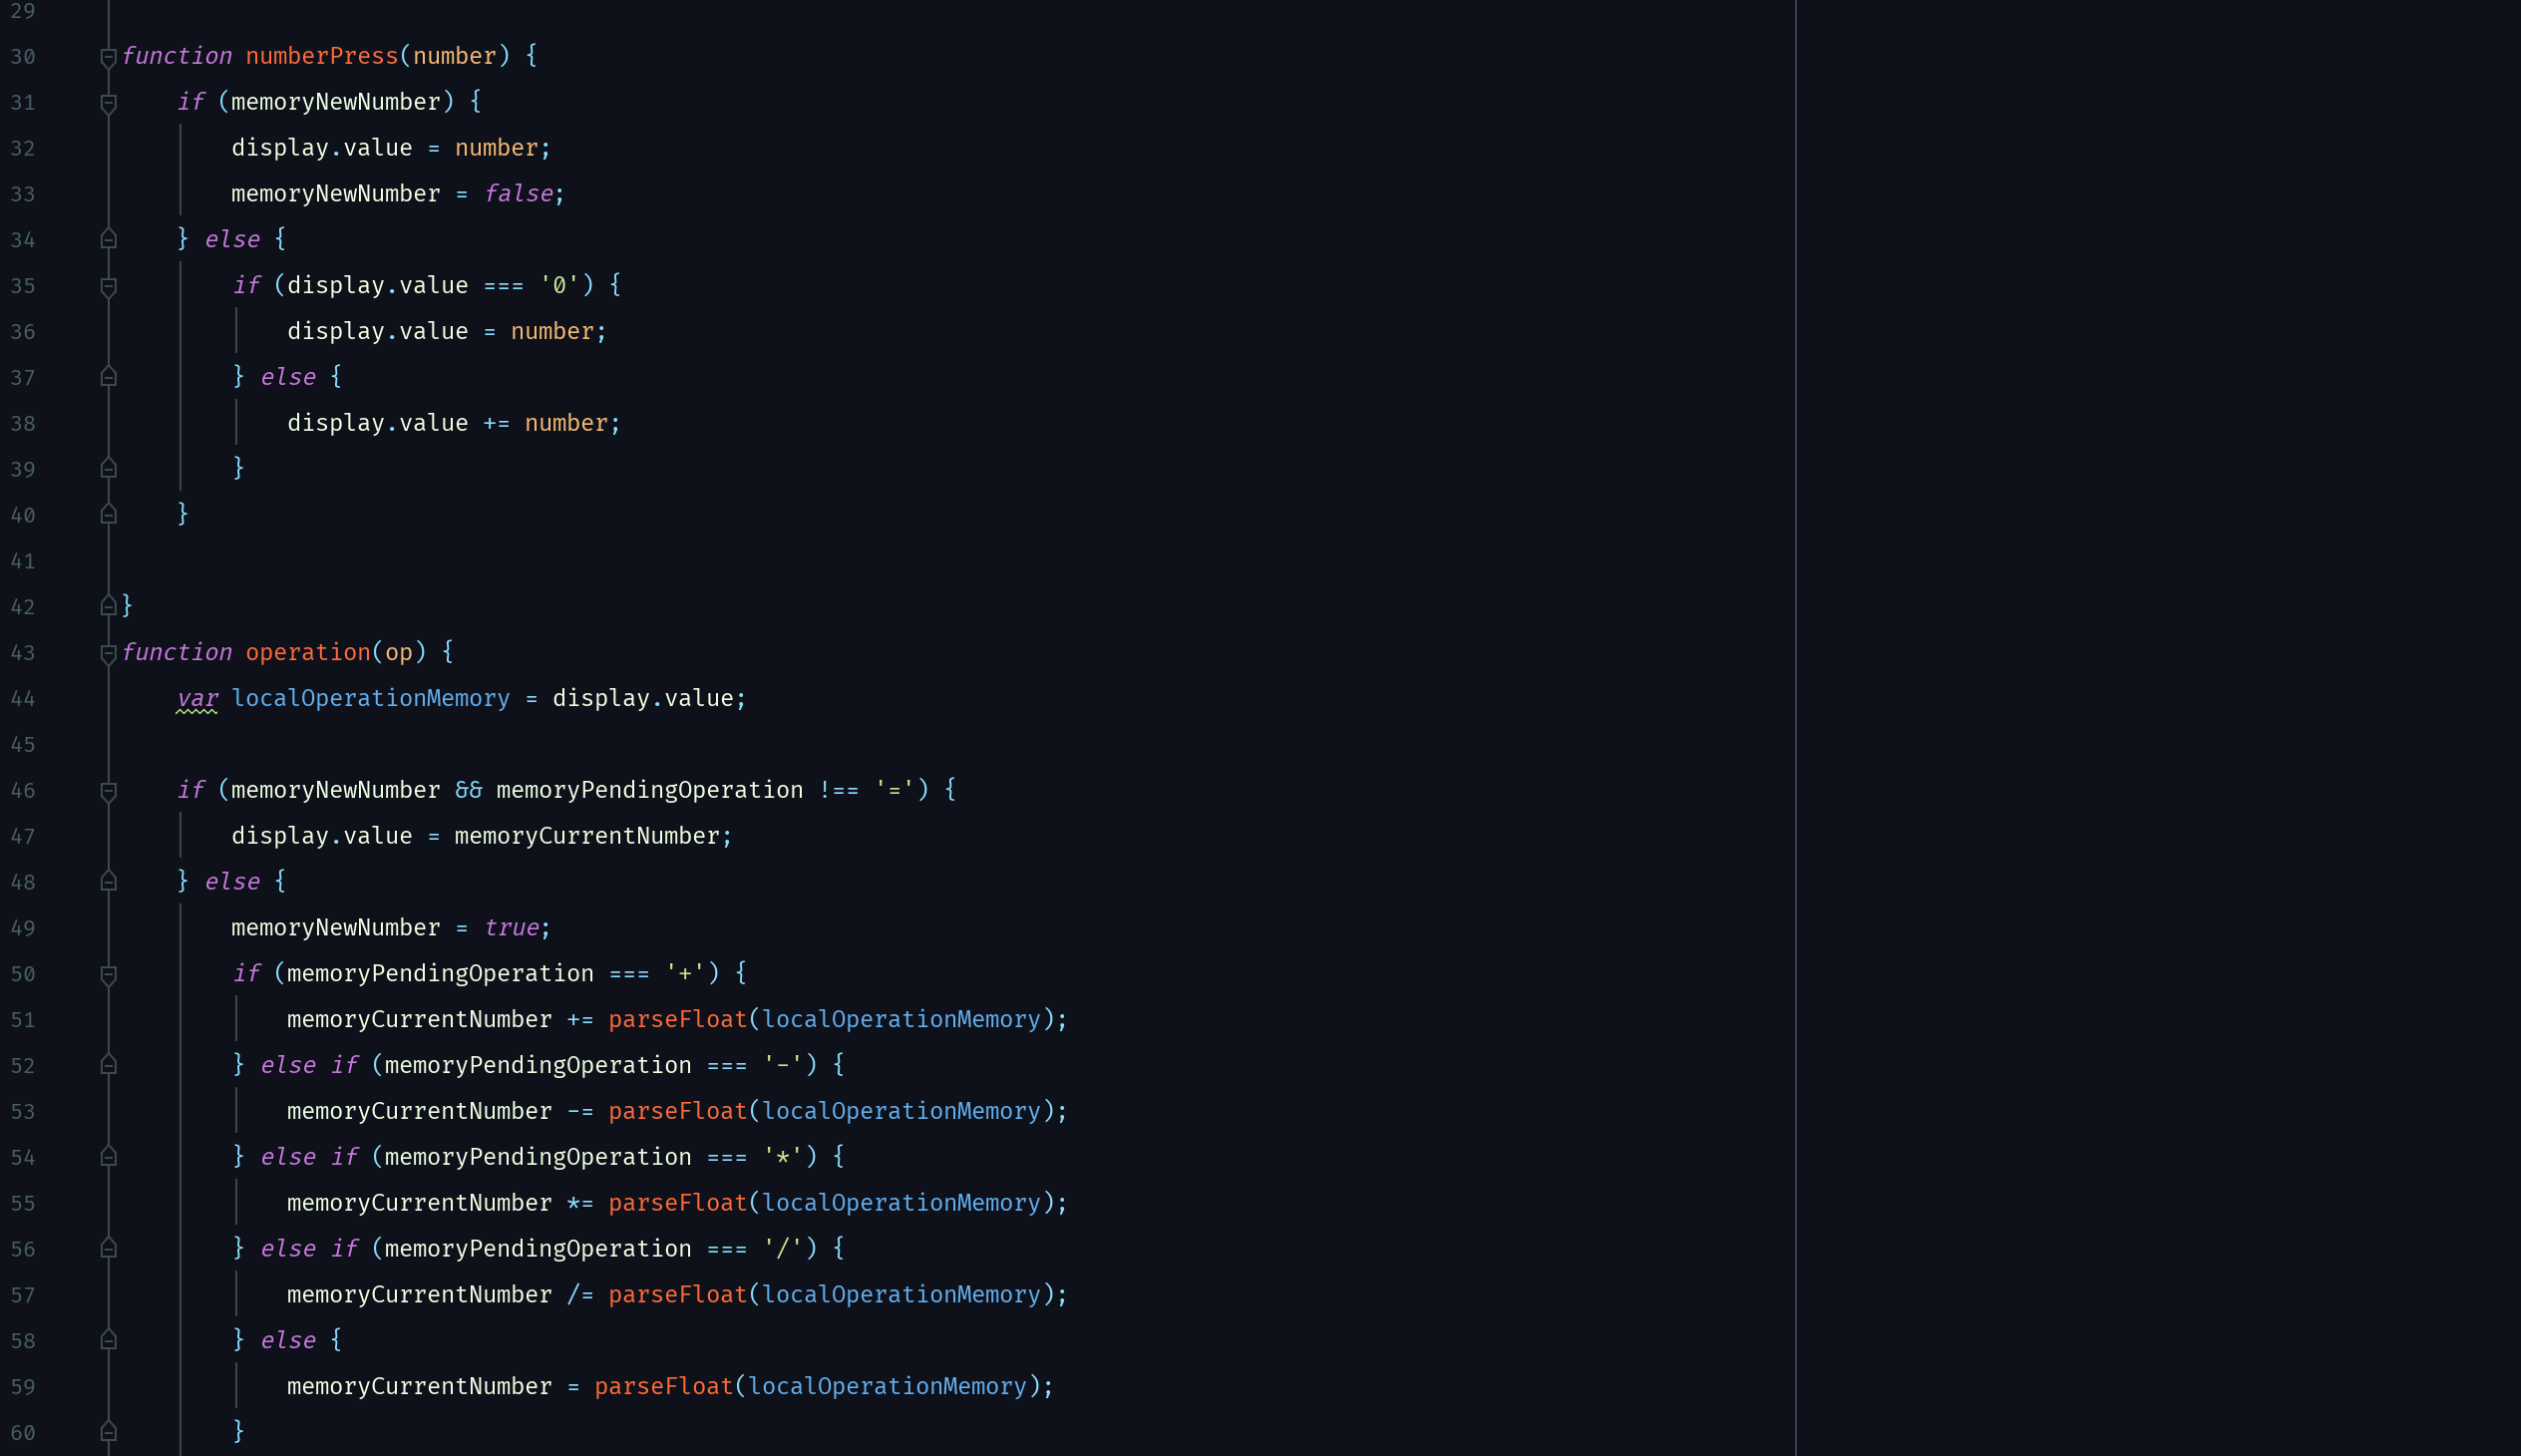 29
30 function numberPress(number) {
31     if (memoryNewNumber) {
32         display.value = number;
33         memoryNewNumber = false;
34     } else {
35         if (display.value === '0') {
36             display.value = number;
37         } else {
38             display.value += number;
39         }
40     }
41
42 }
43 function operation(op) {
44     var localOperationMemory = display.value;
45
46     if (memoryNewNumber && memoryPendingOperation !== '=') {
47         display.value = memoryCurrentNumber;
48     } else {
49         memoryNewNumber = true;
50         if (memoryPendingOperation === '+') {
51             memoryCurrentNumber += parseFloat(localOperationMemory);
52         } else if (memoryPendingOperation === '-') {
53             memoryCurrentNumber -= parseFloat(localOperationMemory);
54         } else if (memoryPendingOperation === '*') {
55             memoryCurrentNumber *= parseFloat(localOperationMemory);
56         } else if (memoryPendingOperation === '/') {
57             memoryCurrentNumber /= parseFloat(localOperationMemory);
58         } else {
59             memoryCurrentNumber = parseFloat(localOperationMemory);
60         }